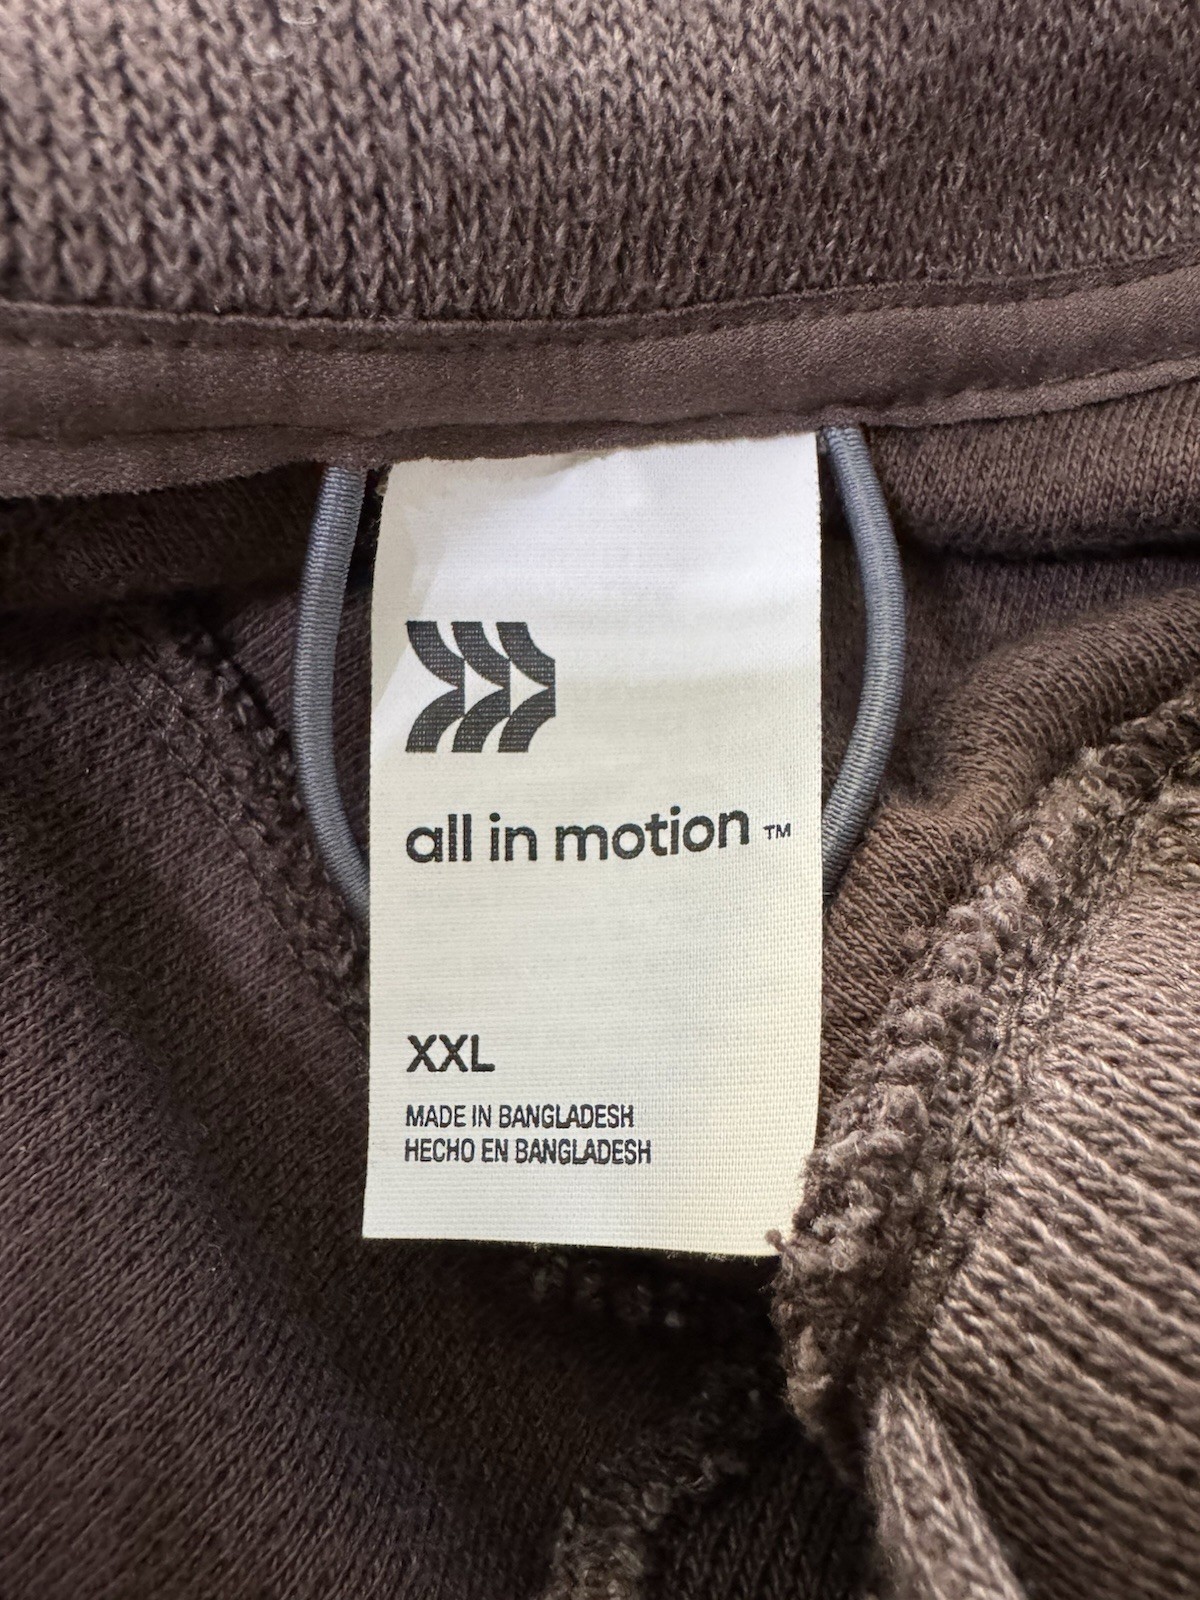 all in motion ™
XXL
MADE IN BANGLADESH
HECHO EN BANGLADESH